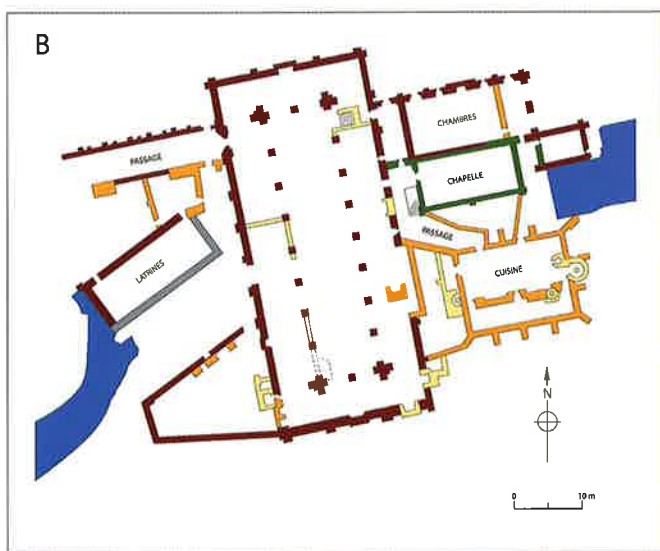 B
CHAMBRES
PASSAGE
CHAPELLE
PASSAGE
LATRINES
CUISINE
N
0 10 m